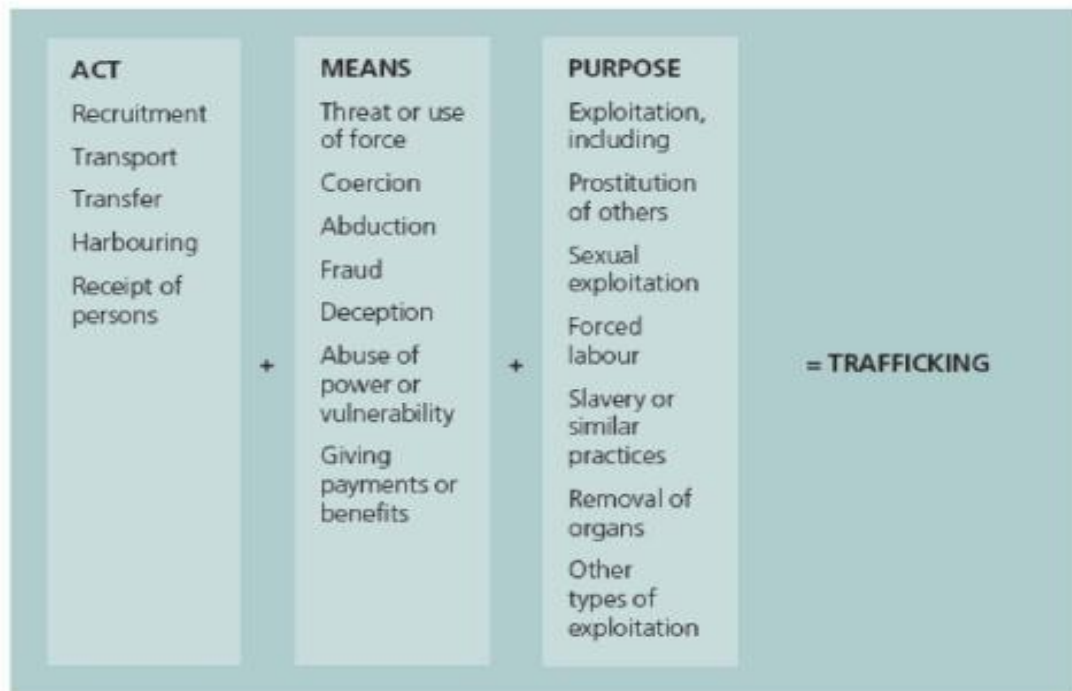 ACT
Recruitment
Transport
Transfer
Harbouring
Receipt of
persons
+
MEANS
Threat or use
of force
Coercion
Abduction
Fraud
Deception
Abuse of
power or
vulnerability
Giving
payments or
benefits
+
PURPOSE
Exploitation,
including
Prostitution
of others
Sexual
exploitation
Forced
labour
Slavery or
similar
practices
Removal of
organs
Other
types of
exploitation
= TRAFFICKING